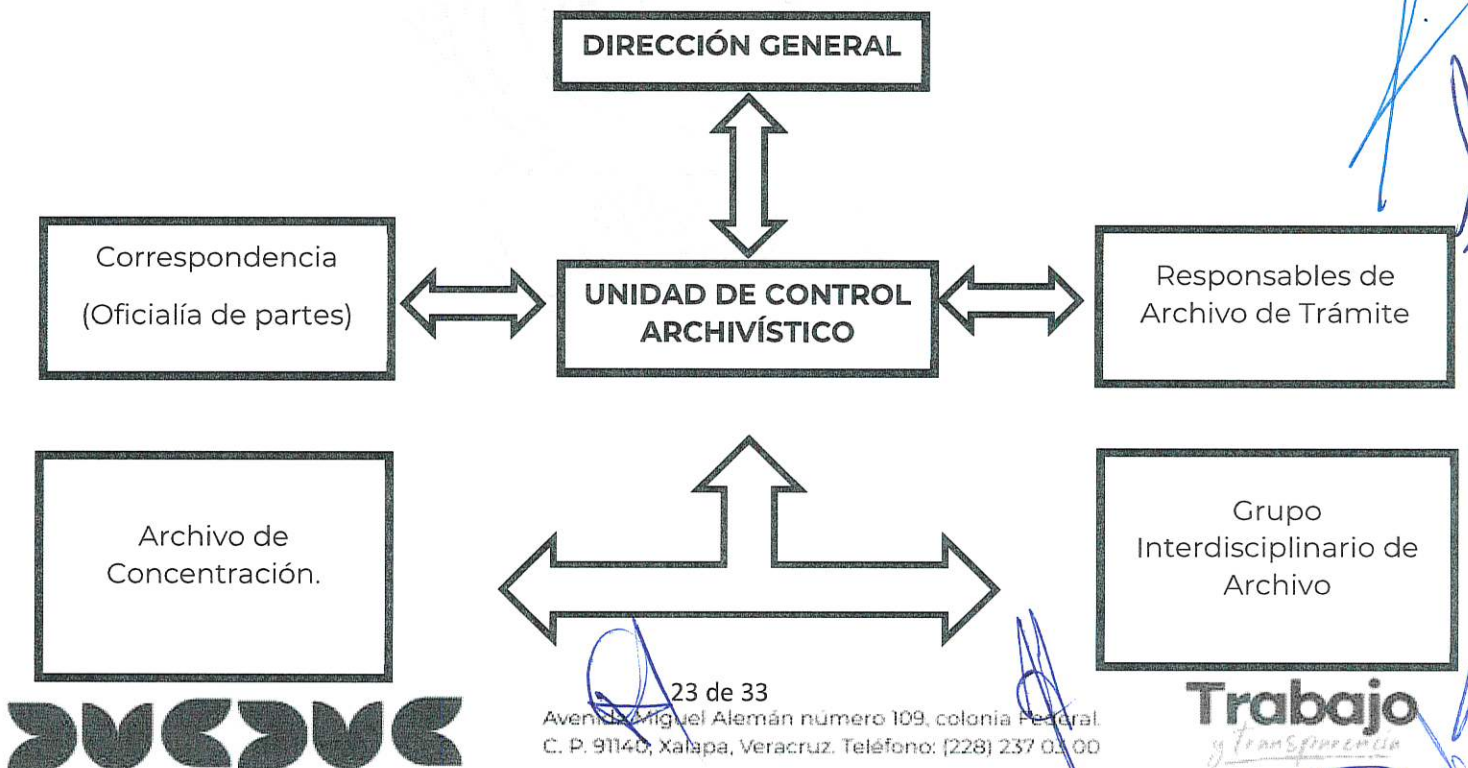 DIRECCIÓN GENERAL
Correspondencia
(Oficialía de partes)
UNIDAD DE CONTROL
ARCHIVÍSTICO
Responsables de
Archivo de Trámite
Archivo de
Concentración.
Grupo
Interdisciplinario de
Archivo
23 de 33
Avenida Miguel Alemán número 109, colonia Federal.
C. P. 91140, Xalapa, Veracruz. Teléfono: (228) 237 03 00
Trabajo
y transparencia